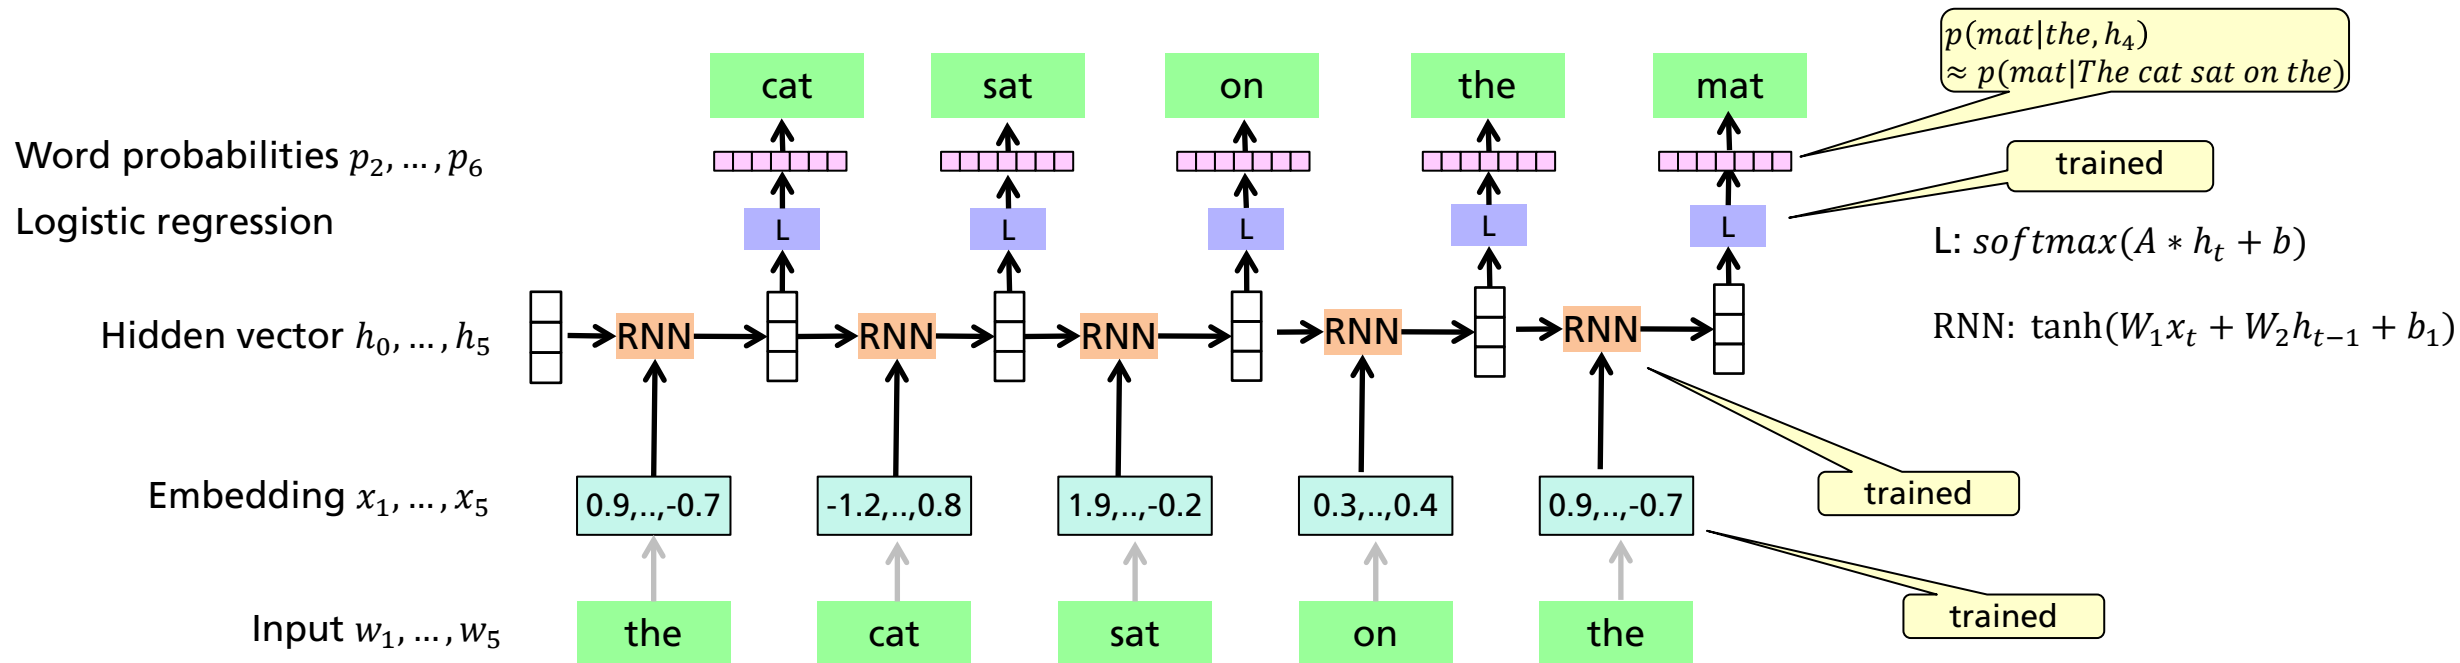 cat sat on the mat
p(mat|the, h₄)
≈ p(mat|The cat sat on the)
Word probabilities p₂, ... , p₆
trained
Logistic regression
L L L L L
L: softmax(A ∗ hₜ + b)
Hidden vector h₀, ... , h₅
RNN RNN RNN RNN RNN
RNN: tanh(W₁xₜ + W₂hₜ₋₁ + b₁)
Embedding x₁, ... , x₅
0.9,..,-0.7 -1.2,..,0.8 1.9,..,-0.2 0.3,..,0.4 0.9,..,-0.7
trained
Input w₁, ... , w₅
the cat sat on the
trained